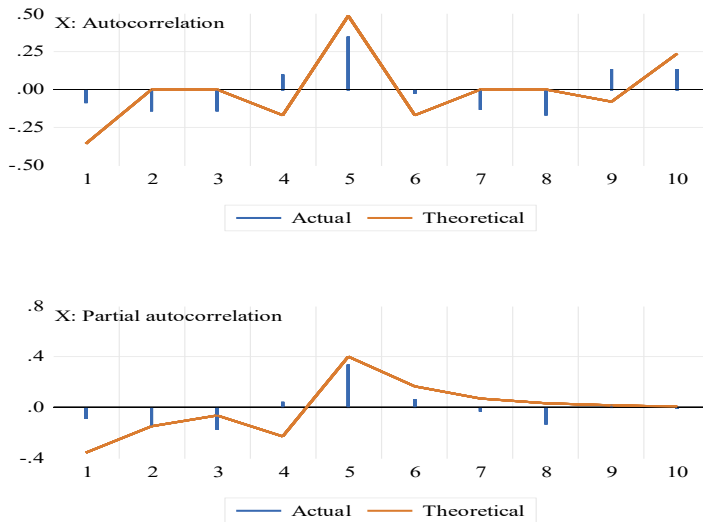 X: Autocorrelation
.50
.25
.00
-.25
-.50
1 2 3 4 5 6 7 8 9 10
Actual Theoretical
X: Partial autocorrelation
.8
.4
.0
-.4
1 2 3 4 5 6 7 8 9 10
Actual Theoretical